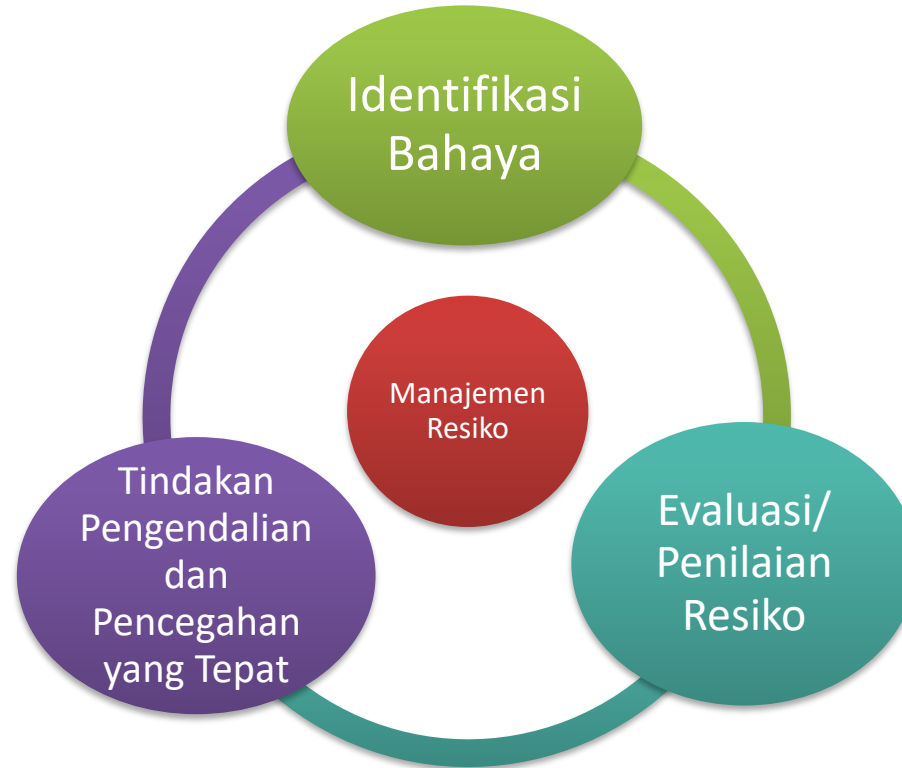 Identifikasi
Bahaya
Manajemen
Resiko
Evaluasi/
Penilaian
Resiko
Tindakan
Pengendalian
dan
Pencegahan
yang Tepat